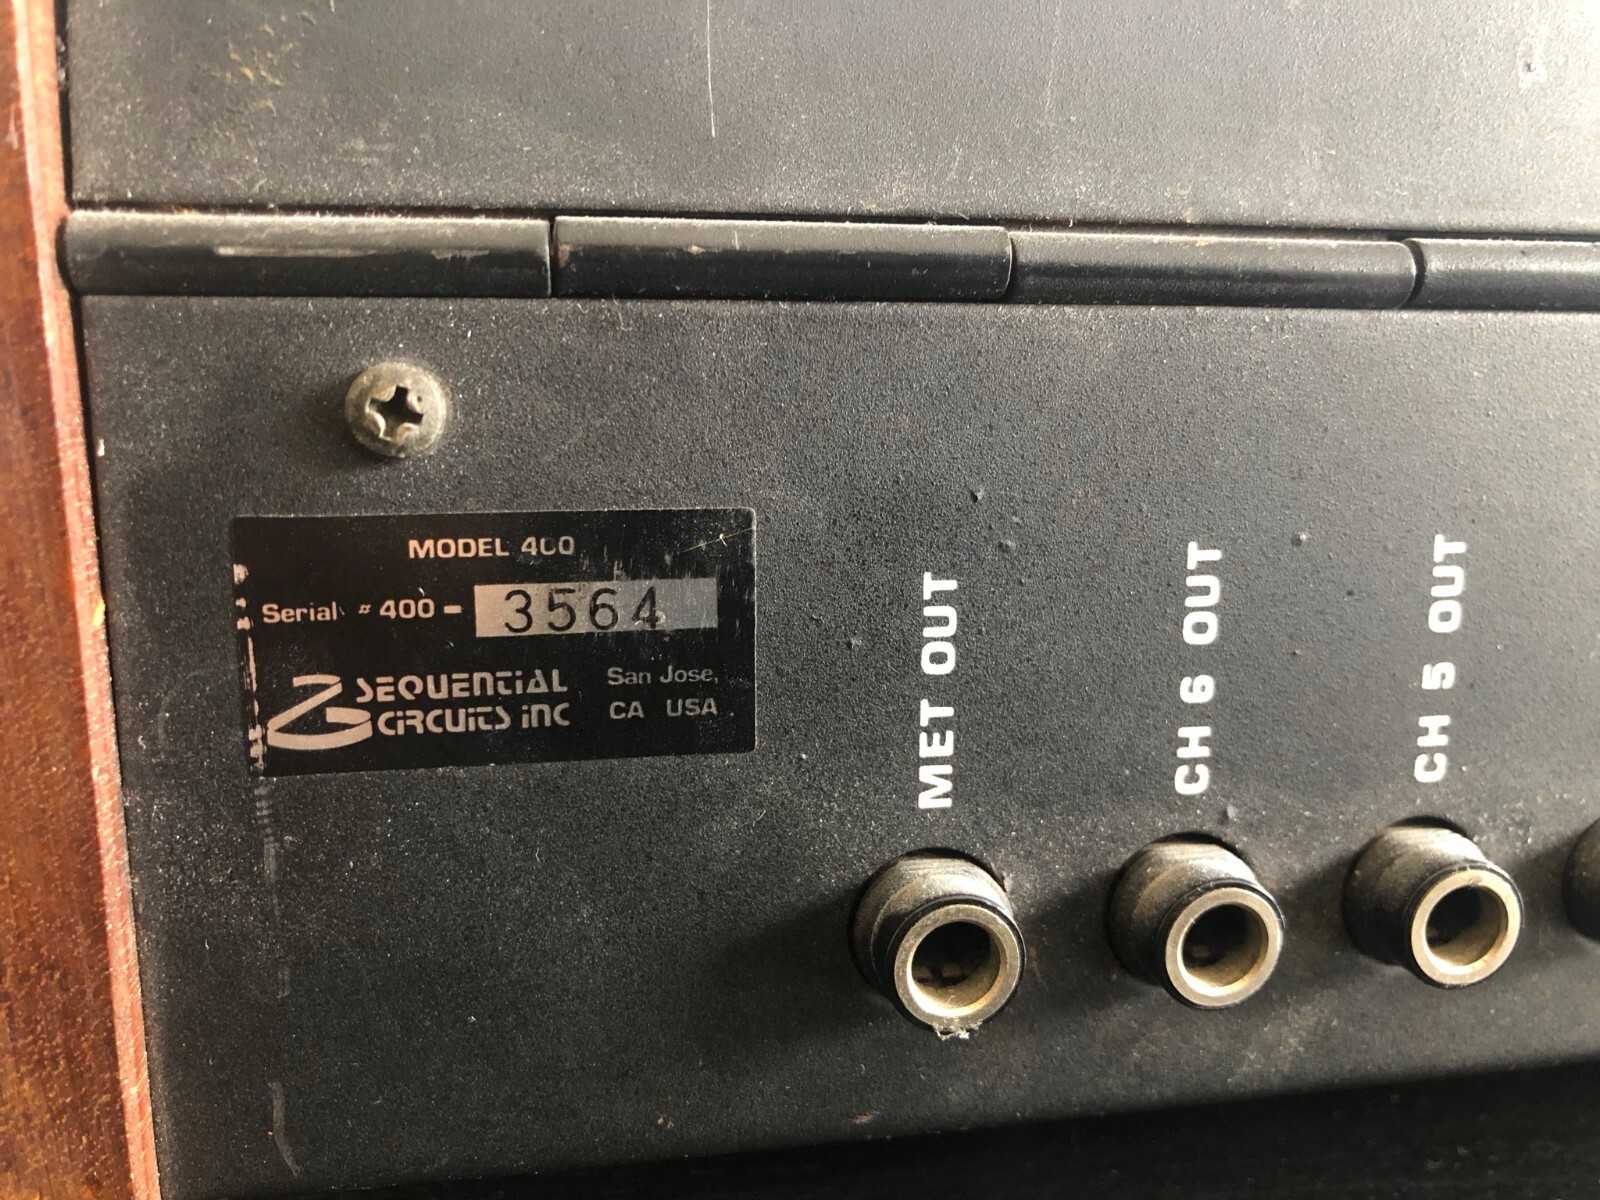 MODEL 400
Serial # 400 - 3564
SEQUENTIAL CIRCUITS INC
San Jose, CA USA
MET OUT
CH 6 OUT
CH 5 OUT